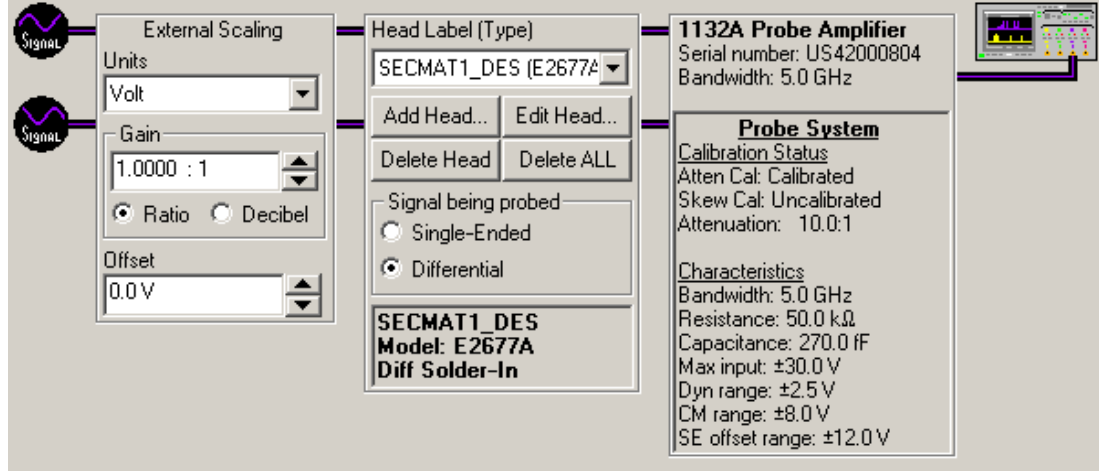 Signal
Signal
External Scaling
Units
Volt
Gain
1.0000 : 1
Ratio Decibel
Offset
0.0 V
Head Label (Type)
SECMAT1_DES (E2677A
Add Head... Edit Head...
Delete Head Delete ALL
Signal being probed
Single-Ended
Differential
SECMAT1_DES
Model: E2677A
Diff Solder-In
1132A Probe Amplifier
Serial number: US42000804
Bandwidth: 5.0 GHz
Probe System
Calibration Status
Atten Cal: Calibrated
Skew Cal: Uncalibrated
Attenuation: 10.0:1
Characteristics
Bandwidth: 5.0 GHz
Resistance: 50.0 kΩ
Capacitance: 270.0 fF
Max input: ±30.0 V
Dyn range: ±2.5 V
CM range: ±8.0 V
SE offset range: ±12.0 V